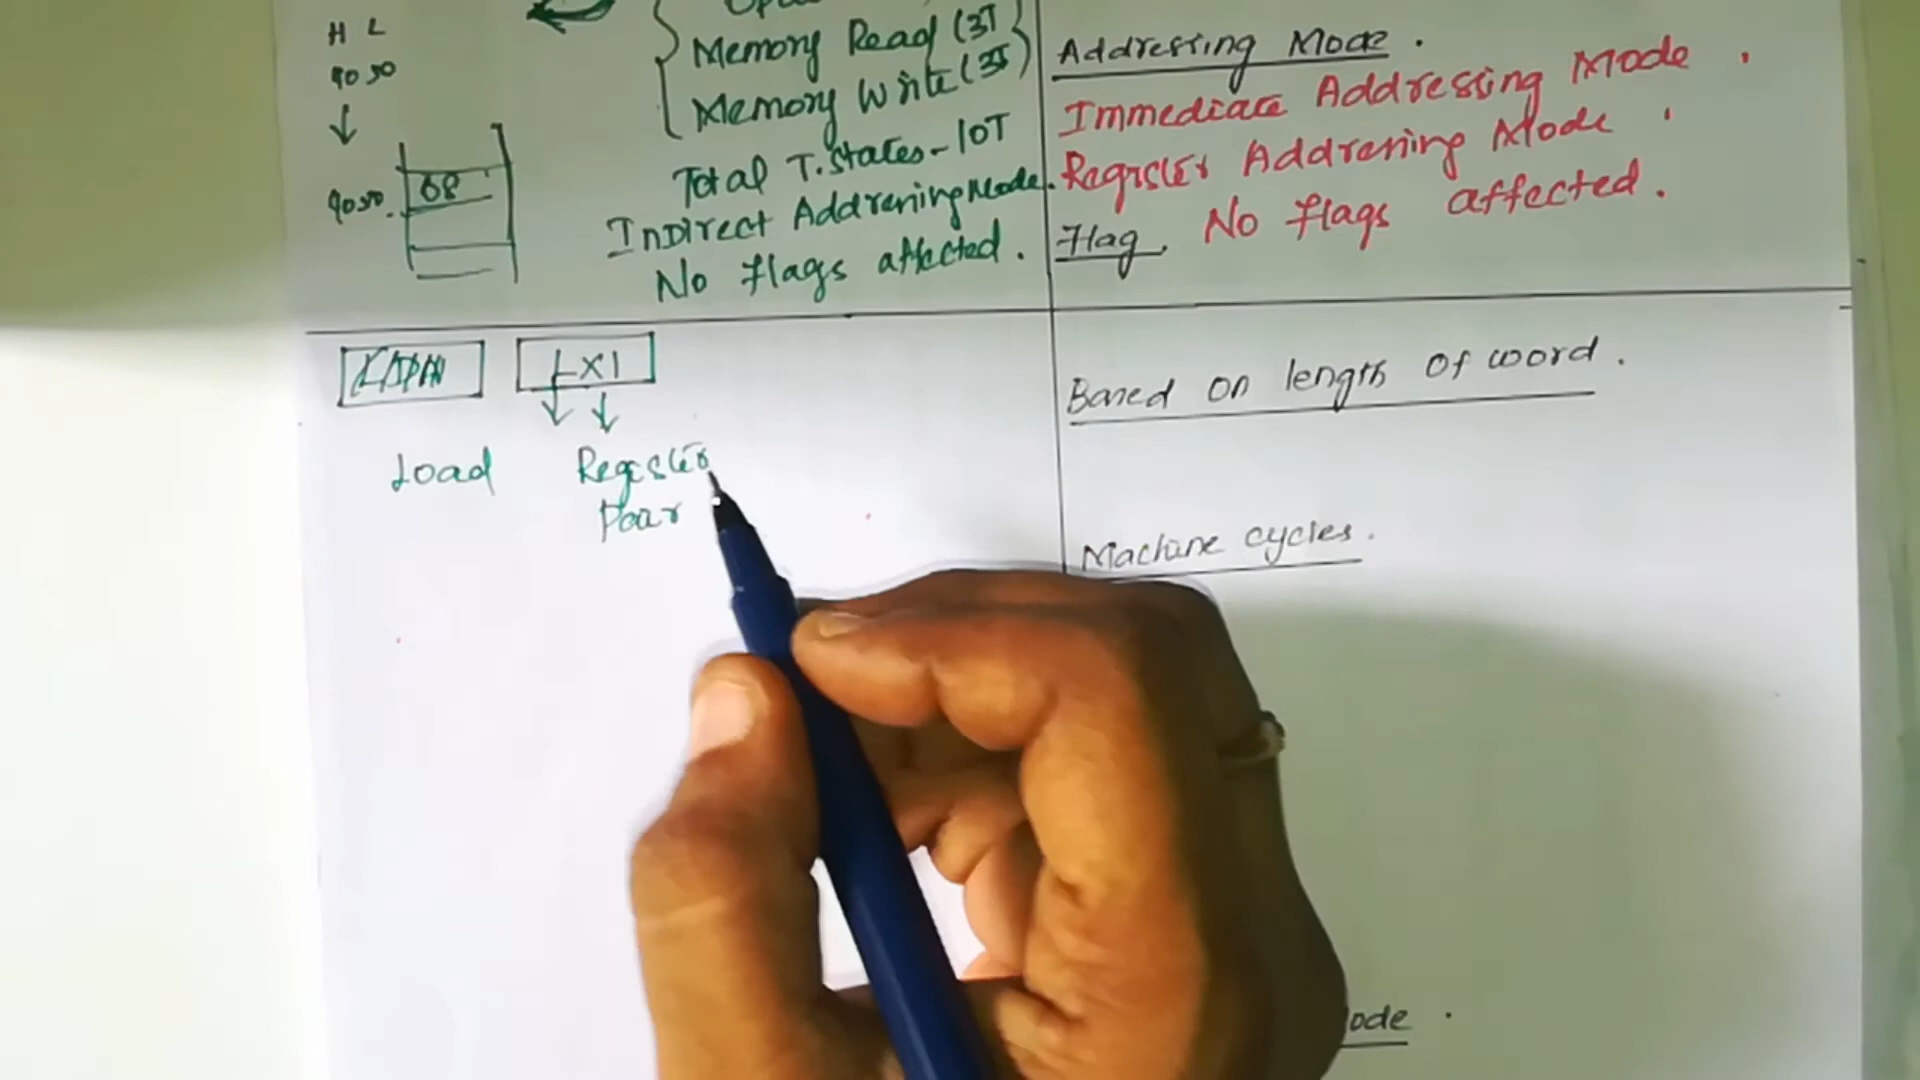 H L
9050
9050.
68
Memory Read (3T
Memory Write (3T)
Total T.States - 10T
Indirect Addressing Mode.
No flags affected.
Addressing Mode.
Immediate Addressing Mode.
Register Addressing Mode.
Flag. No flags affected.
LXI
Load Register
Pair
Based on length of word.
Machine cycles.
ode.